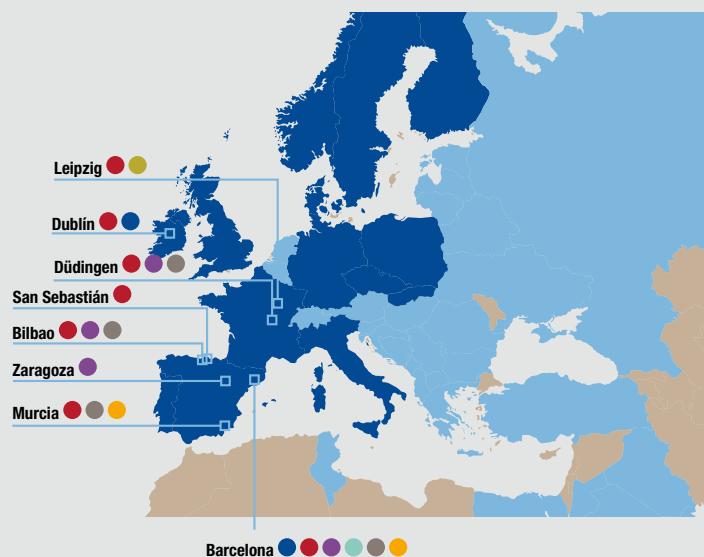 Leipzig
Dublín
Düdingen
San Sebastián
Bilbao
Zaragoza
Murcia
Barcelona